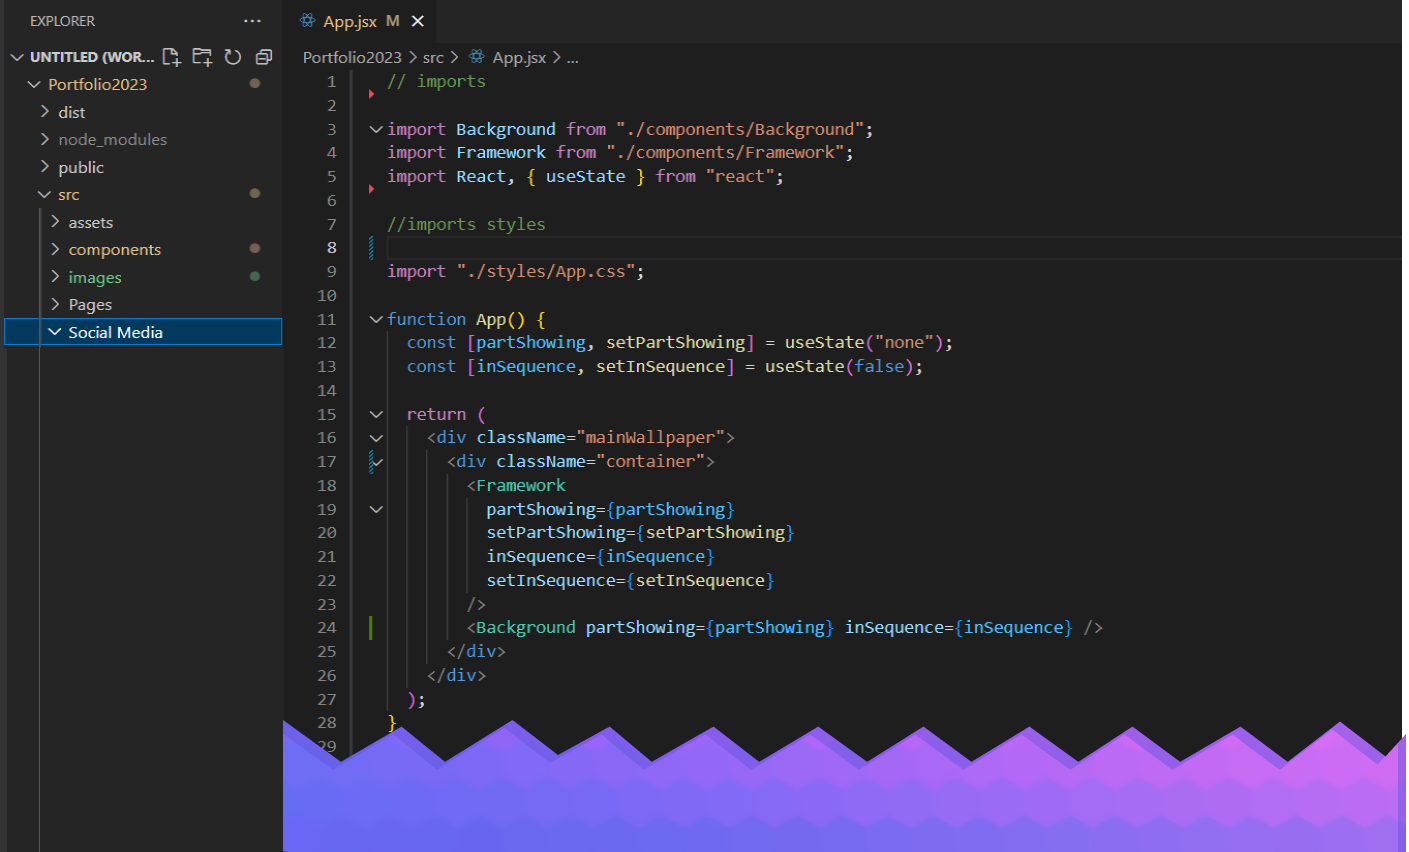 EXPLORER ...
UNTITLED (WOR...
Portfolio2023
dist
node_modules
public
src
assets
components
images
Pages
Social Media
App.jsx M
Portfolio2023 > src > App.jsx > ...
1 // imports
2
3 import Background from "./components/Background";
4 import Framework from "./components/Framework";
5 import React, { useState } from "react";
6
7 //imports styles
8
9 import "./styles/App.css";
10
11 function App() {
12 const [partShowing, setPartShowing] = useState("none");
13 const [inSequence, setInSequence] = useState(false);
14
15 return (
16 <div className="mainWallpaper">
17 <div className="container">
18 <Framework
19 partShowing={partShowing}
20 setPartShowing={setPartShowing}
21 inSequence={inSequence}
22 setInSequence={setInSequence}
23 />
24 <Background partShowing={partShowing} inSequence={inSequence} />
25 </div>
26 </div>
27 );
28 }
29